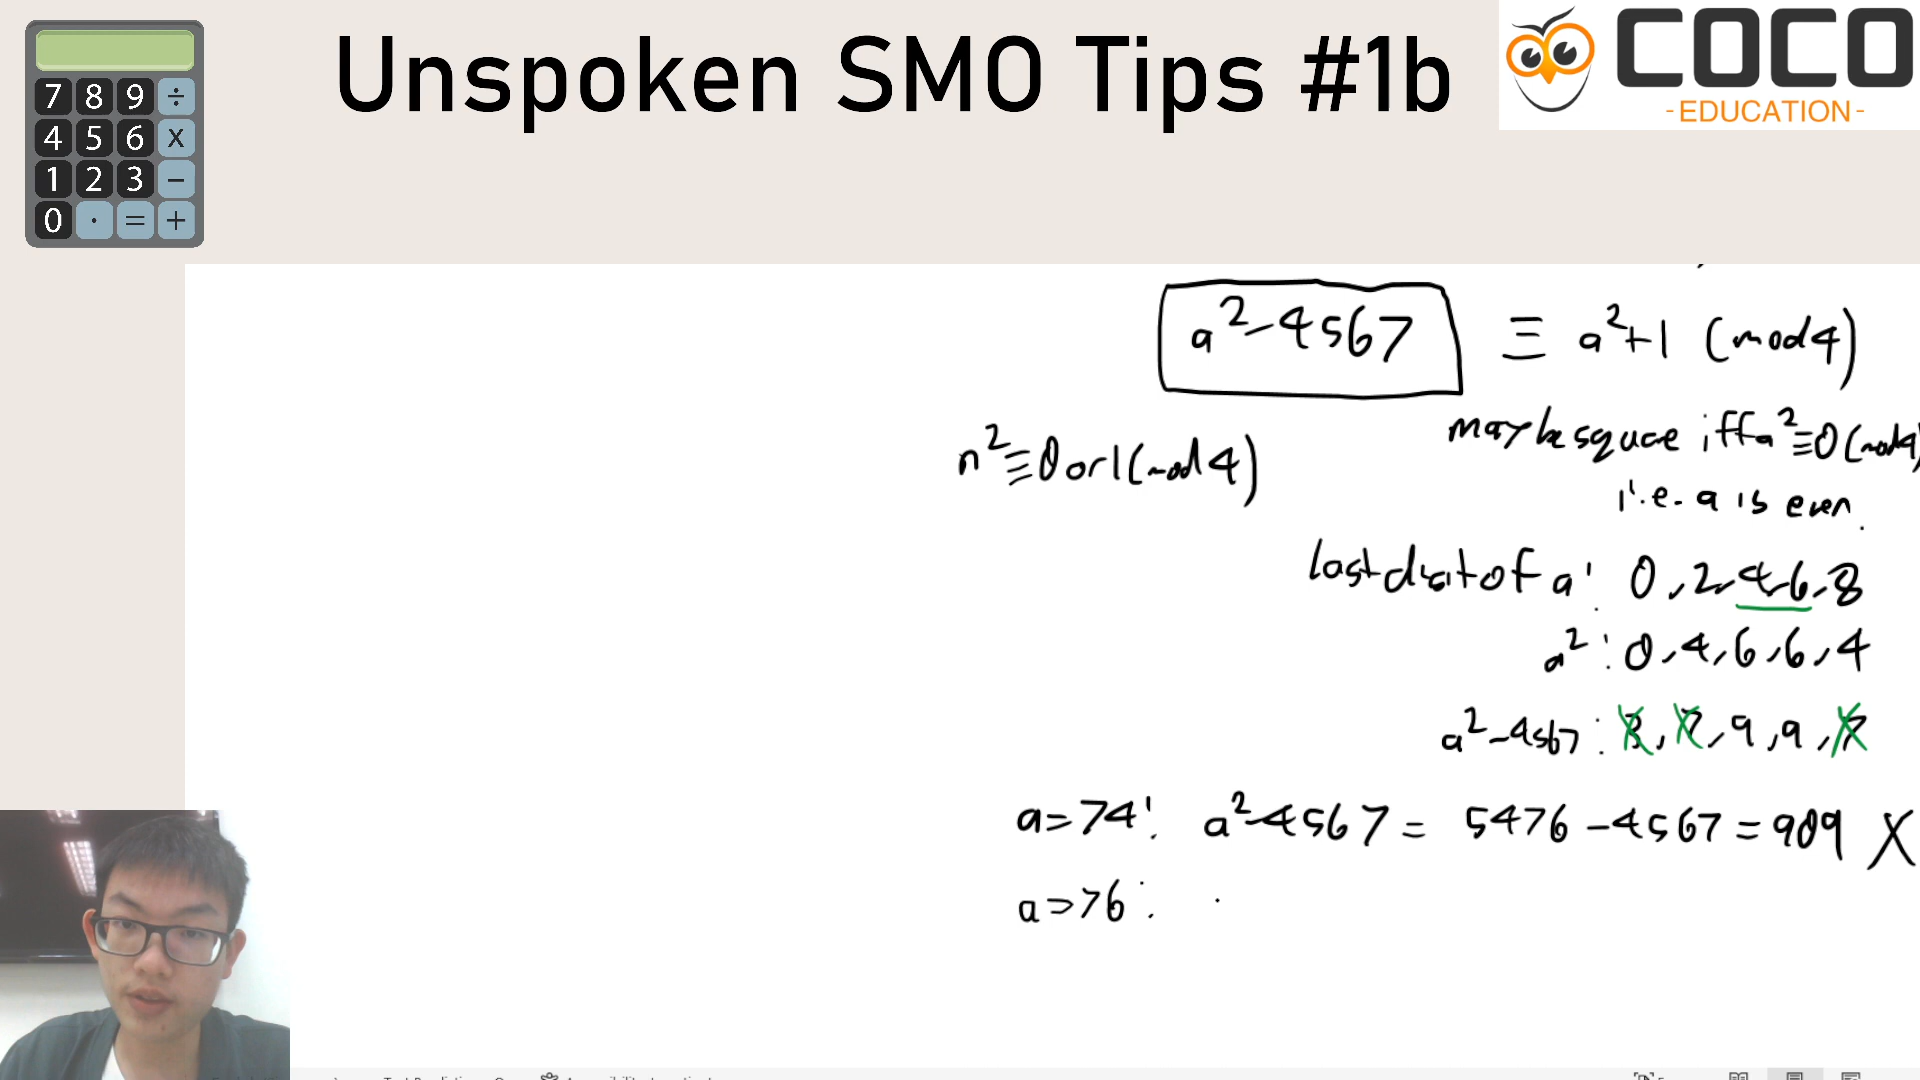 Unspoken SMO Tips #1b
COCO
-EDUCATION-
7 8 9 ÷
4 5 6 x
1 2 3 −
0 · = +
a²-4567 ≡ a²+1 (mod4)
n²≡0 or 1 (mod 4)
maybe square iff a²≡0 (mod4)
i.e. a is even.
last digit of a: 0, 2, 4, 6, 8
a²: 0, 4, 6, 6, 4
a²-4567: 3, 7, 9, 9, 7
a=74: a²-4567 = 5476-4567=909 X
a=76: